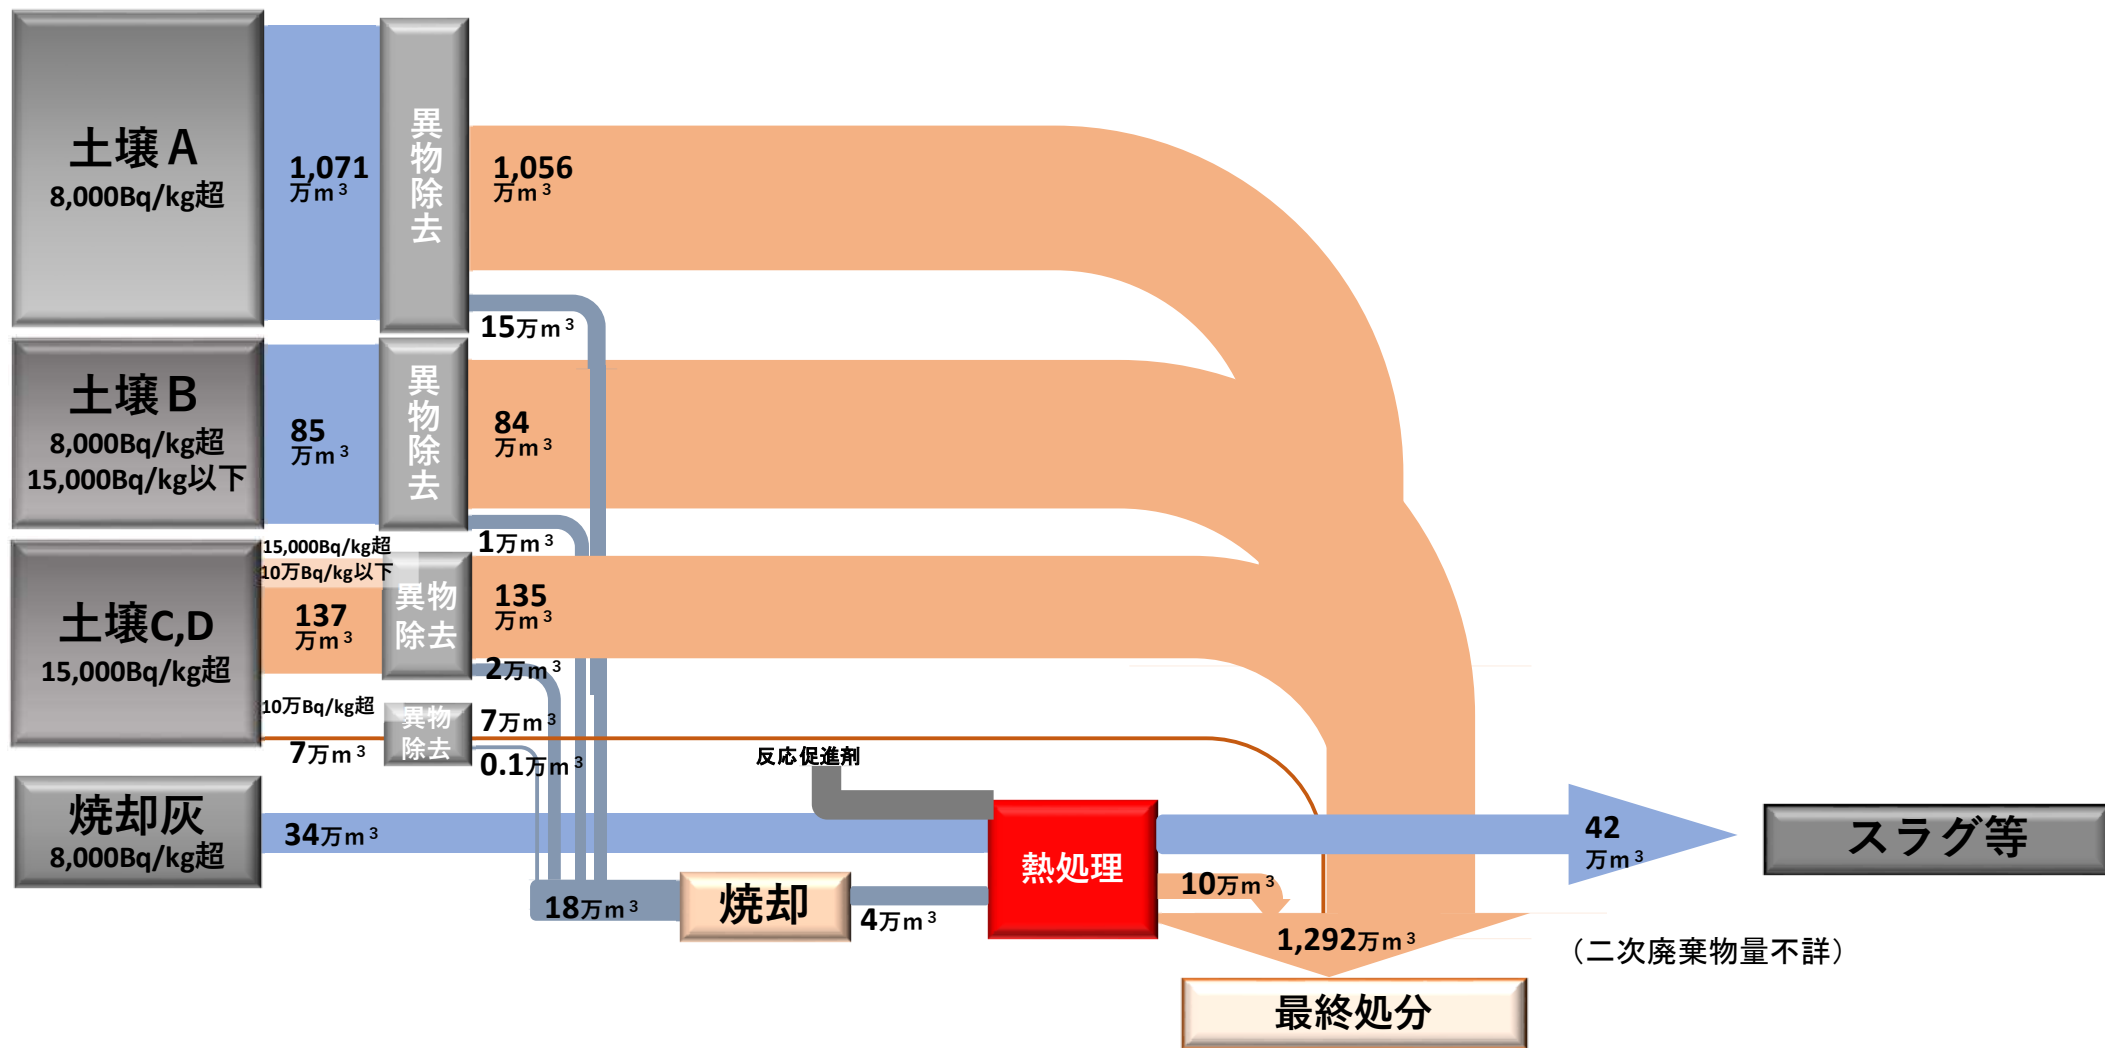 土壌A
8,000Bq/kg超
1,071
万m³
異物除去
1,056
万m³
15万m³
土壌B
8,000Bq/kg超
15,000Bq/kg以下
85
万m³
異物除去
84
万m³
1万m³
土壌C,D
15,000Bq/kg超
15,000Bq/kg超
10万Bq/kg以下
137
万m³
異物
除去
135
万m³
2万m³
10万Bq/kg超
7万m³
異物
除去
7万m³
0.1万m³
反応促進剤
焼却灰
8,000Bq/kg超
34万m³
18万m³
焼却
4万m³
熱処理
42
万m³
スラグ等
10万m³
1,292万m³
（二次廃棄物量不詳）
最終処分